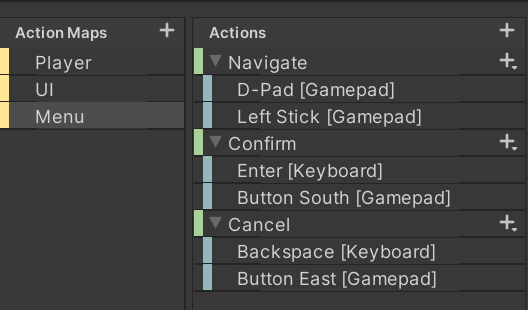 Action Maps
Player
UI
Menu
Actions
Navigate
D-Pad [Gamepad]
Left Stick [Gamepad]
Confirm
Enter [Keyboard]
Button South [Gamepad]
Cancel
Backspace [Keyboard]
Button East [Gamepad]